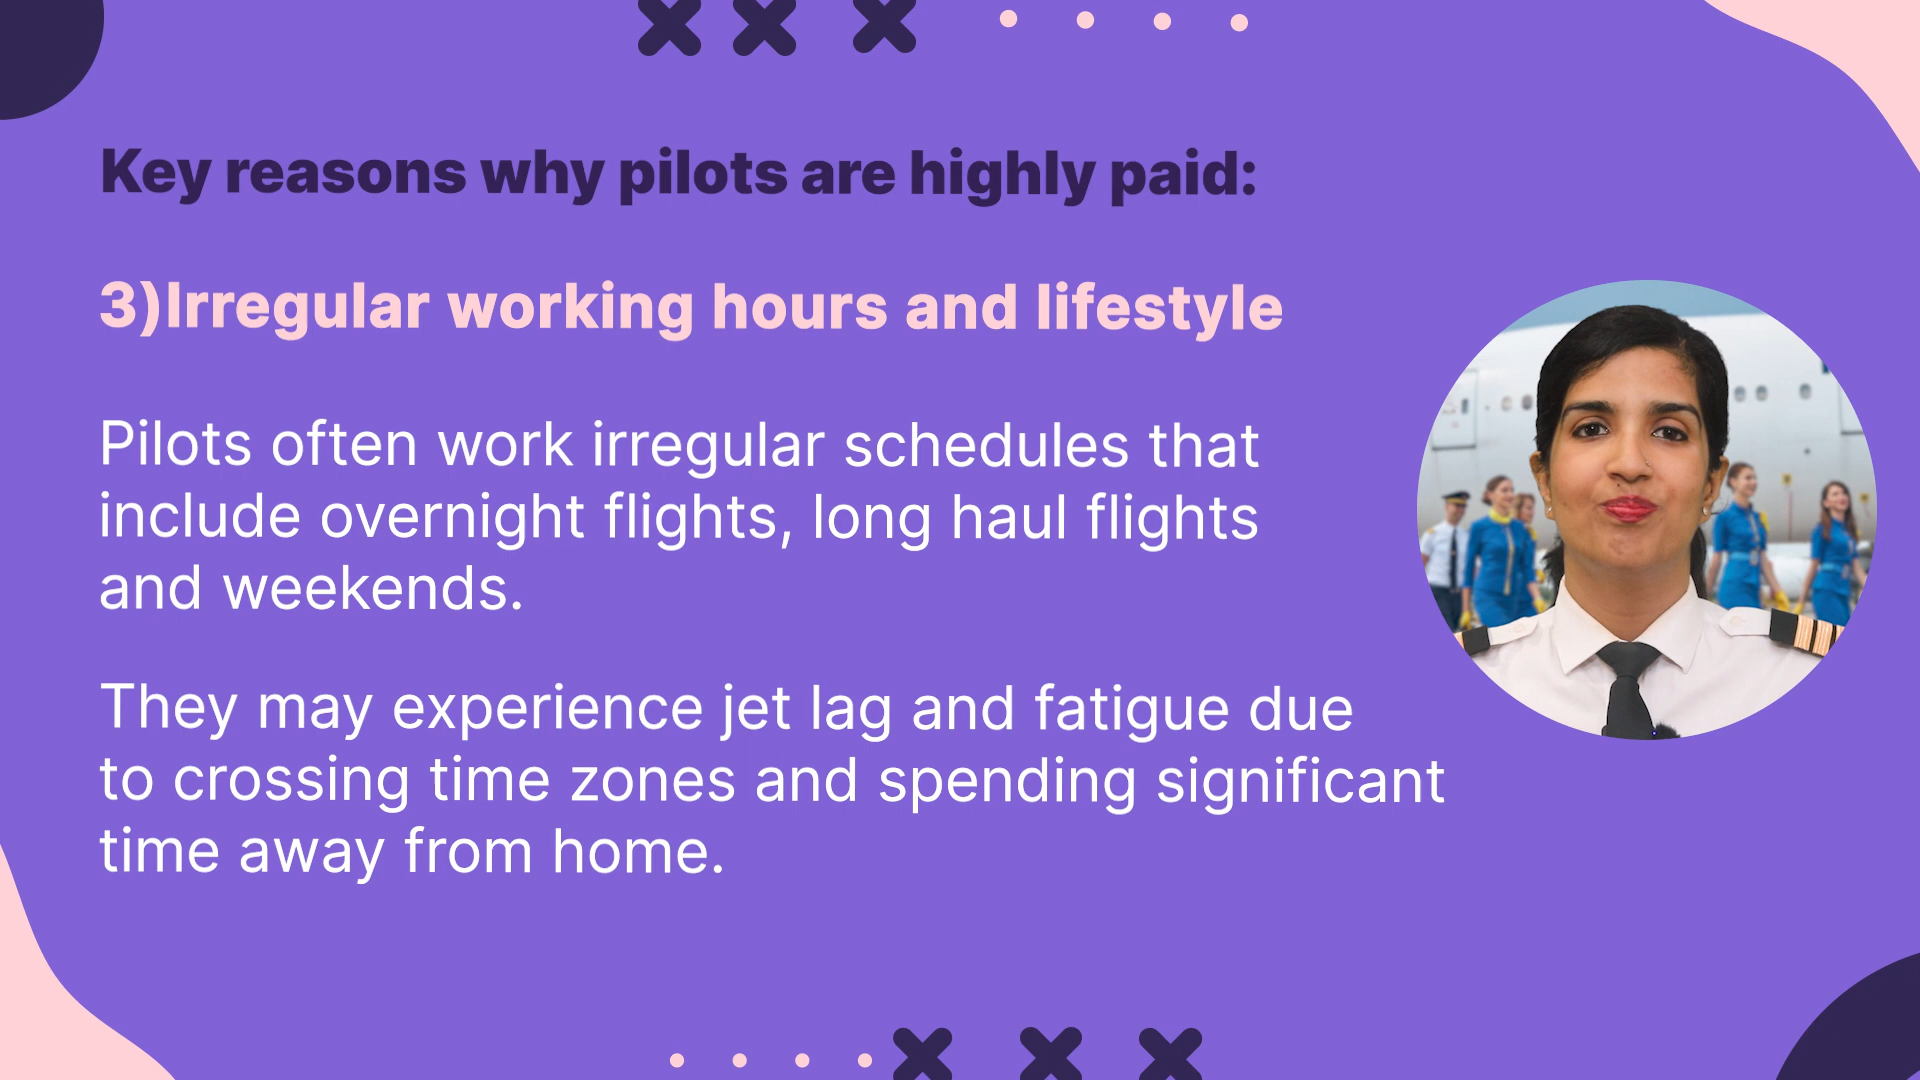 Key reasons why pilots are highly paid:
3)Irregular working hours and lifestyle
Pilots often work irregular schedules that
include overnight flights, long haul flights
and weekends.
They may experience jet lag and fatigue due
to crossing time zones and spending significant
time away from home.